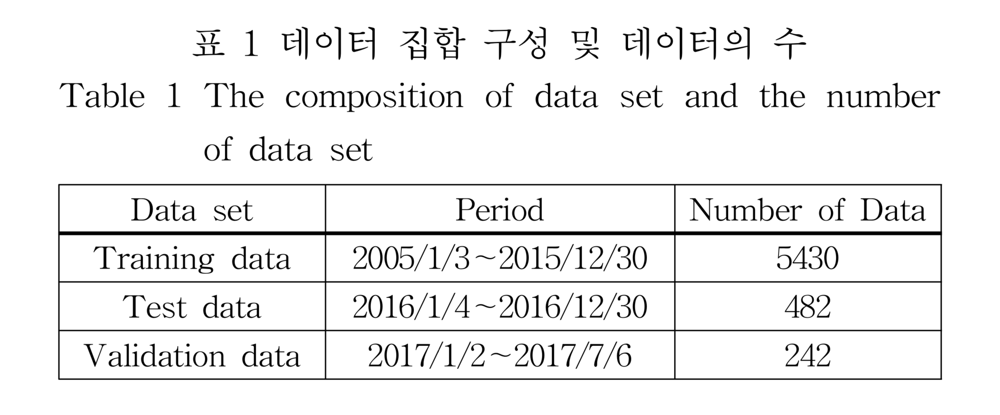 표 1 데이터 집합 구성 및 데이터의 수
Table 1 The composition of data set and the number
of data set
Data set Period Number of Data
Training data 2005/1/3~2015/12/30 5430
Test data 2016/1/4~2016/12/30 482
Validation data 2017/1/2~2017/7/6 242